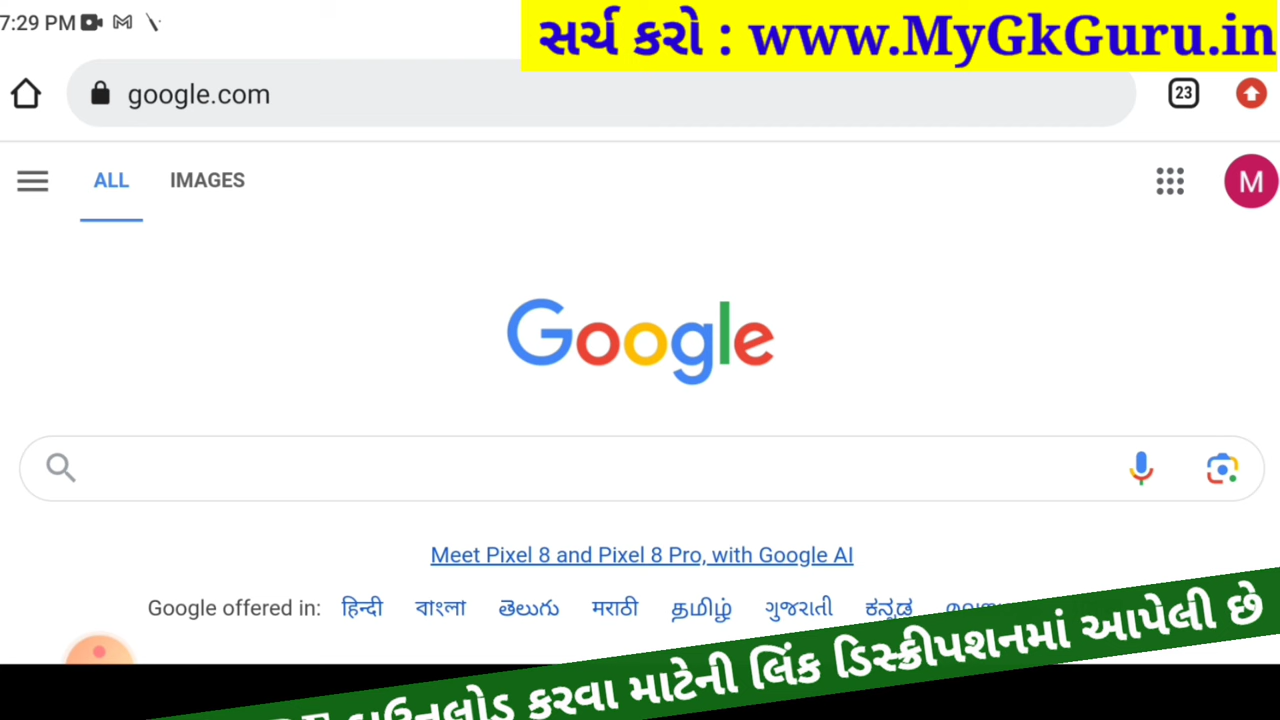 7:29 PM
સર્ચ કરો : www.MyGkGuru.in
google.com
23
ALL IMAGES
M
Google
Meet Pixel 8 and Pixel 8 Pro, with Google AI
Google offered in: हिन्दी বাংলা తెలుగు मराठी தமிழ் ગુજરાતી ಕನ್ನಡ
ડાઉનલોડ કરવા માટેની લિંક ડિસ્ક્રીપશનમાં આપેલી છે